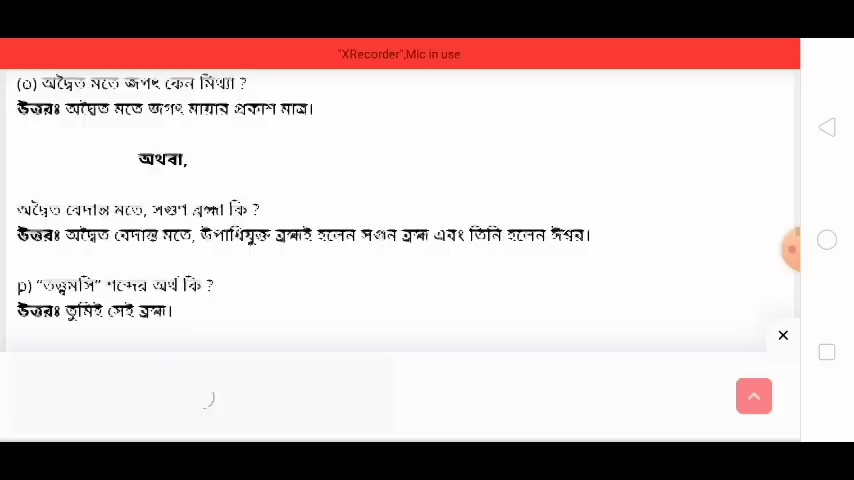 "XRecorder",Mic in use
(o) অদ্বৈত মতে জগৎ কেন মিথ্যা ?
উত্তরঃ অদ্বৈত মতে জগৎ মায়ার প্রকাশ মাত্র।
অথবা,
অদ্বৈত বেদান্ত মতে, সগুণ ব্রহ্ম কি ?
উত্তরঃ অদ্বৈত বেদান্ত মতে, উপাধিযুক্ত ব্রহ্মই হলেন সগুন ব্রহ্ম এবং তিনি হলেন ঈশ্বর।
p) “তত্ত্বমসি” শব্দের অর্থ কি ?
উত্তরঃ তুমিই সেই ব্রহ্ম।